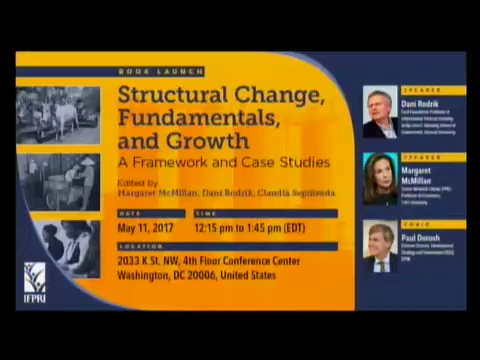 BOOK LAUNCH
Structural Change,
Fundamentals,
and Growth
A Framework and Case Studies
Edited by
Margaret McMillan, Dani Rodrik, Claudia Sepúlveda
DATE
TIME
May 11, 2017
12:15 pm to 1:45 pm (EDT)
LOCATION
2033 K St, NW, 4th Floor Conference Center
Washington, DC 20006, United States
SPEAKER
Dani Rodrik
SPEAKER
Margaret
McMillan
CHAIR
Paul Dorosh
IFPRI